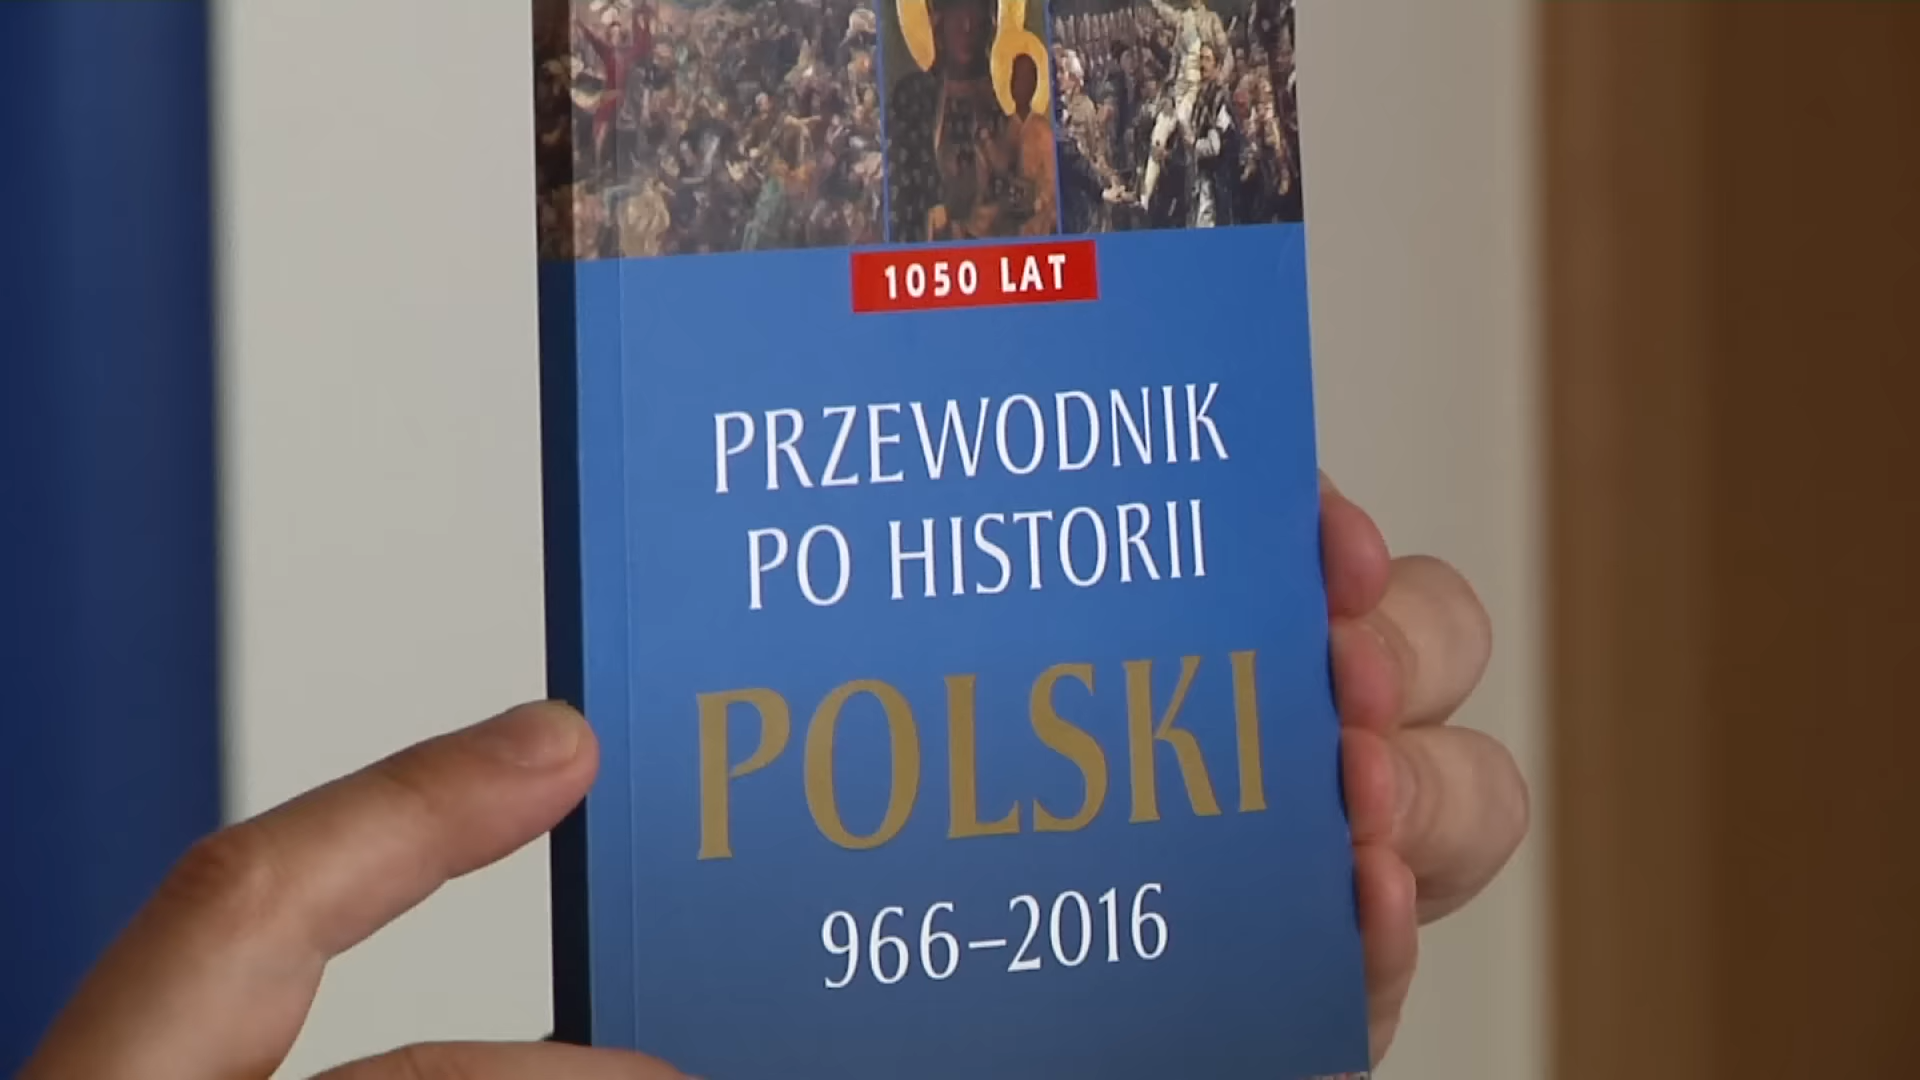 1050 LAT
PRZEWODNIK
PO HISTORII
POLSKI
966–2016